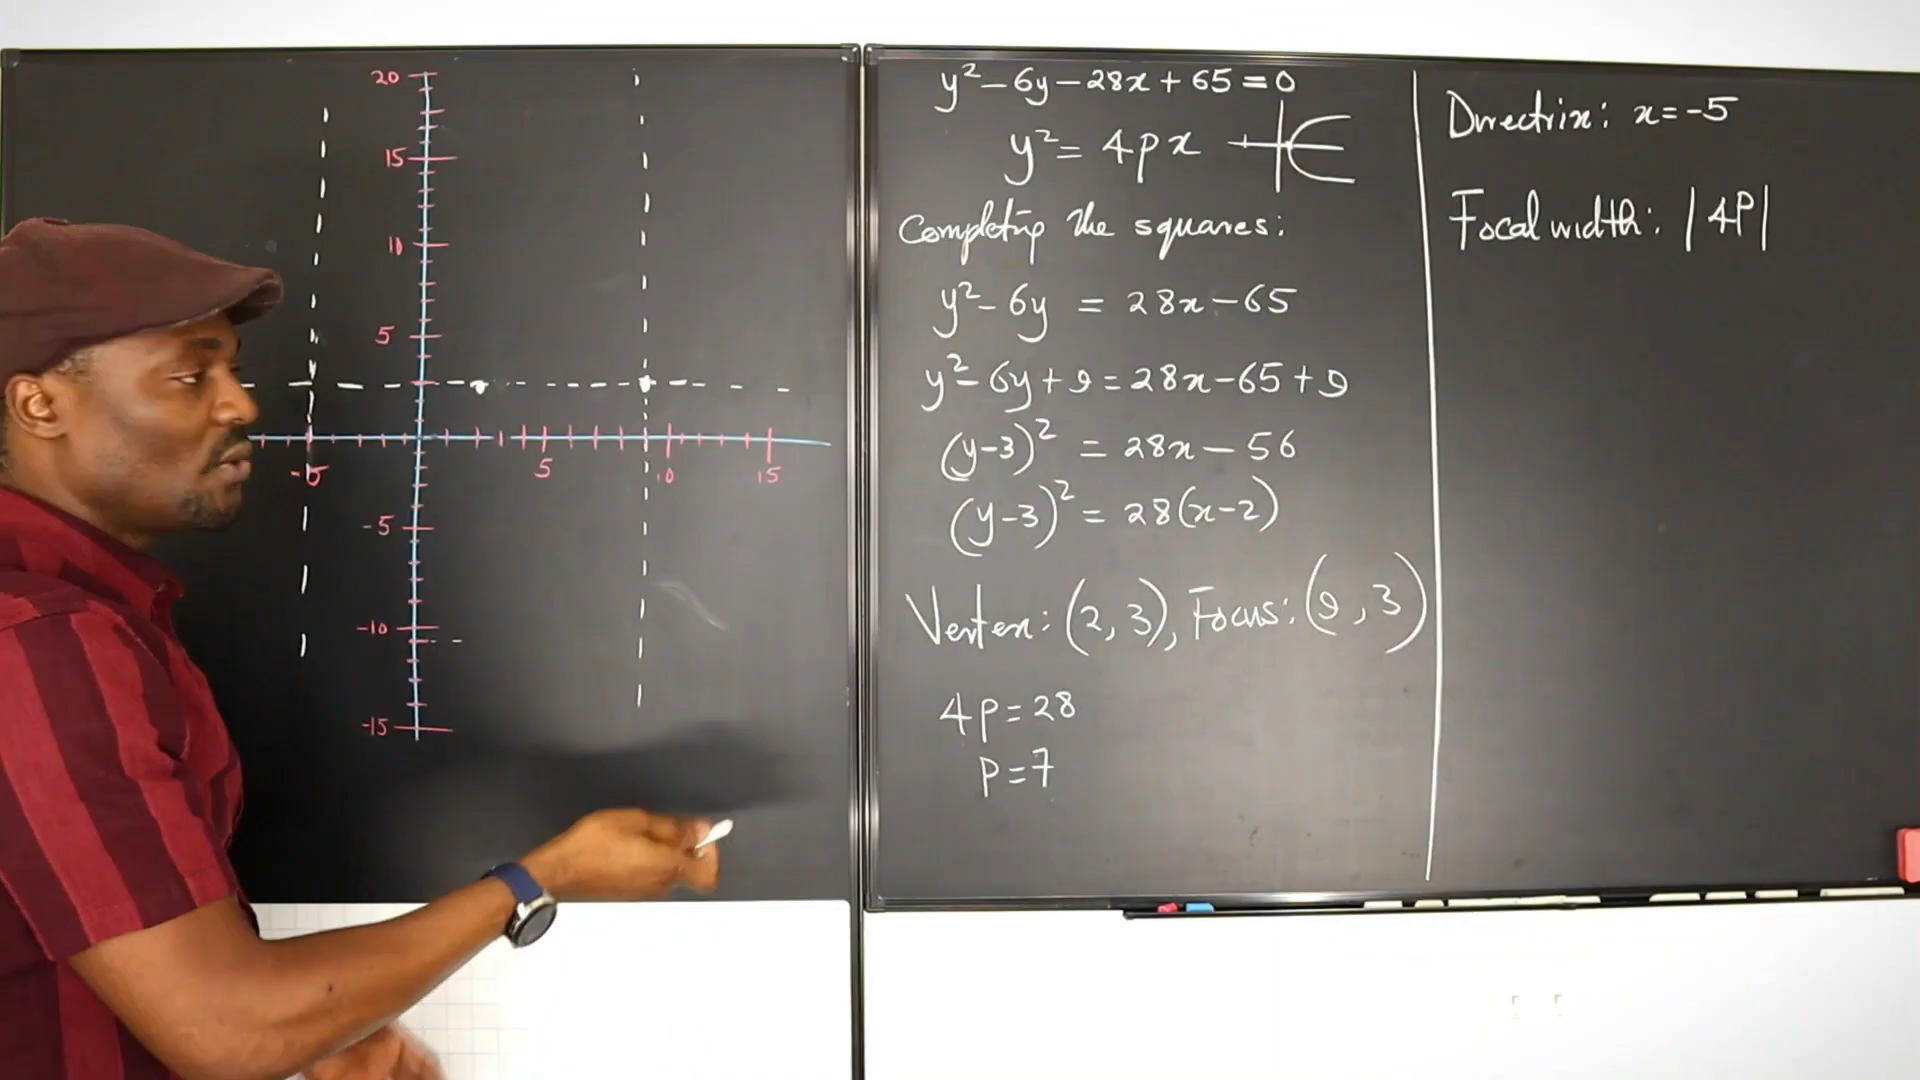 20
15
10
5
-5 5 10 15
-5
-10
-15
y² - 6y - 28x + 65 = 0
y² = 4px
Completing the squares:
y² - 6y = 28x - 65
y² - 6y + 9 = 28x - 65 + 9
(y-3)² = 28x - 56
(y-3)² = 28(x-2)
Vertex: (2, 3), Focus: (9, 3)
4p = 28
p = 7
Directrix: x = -5
Focal width: |4P|